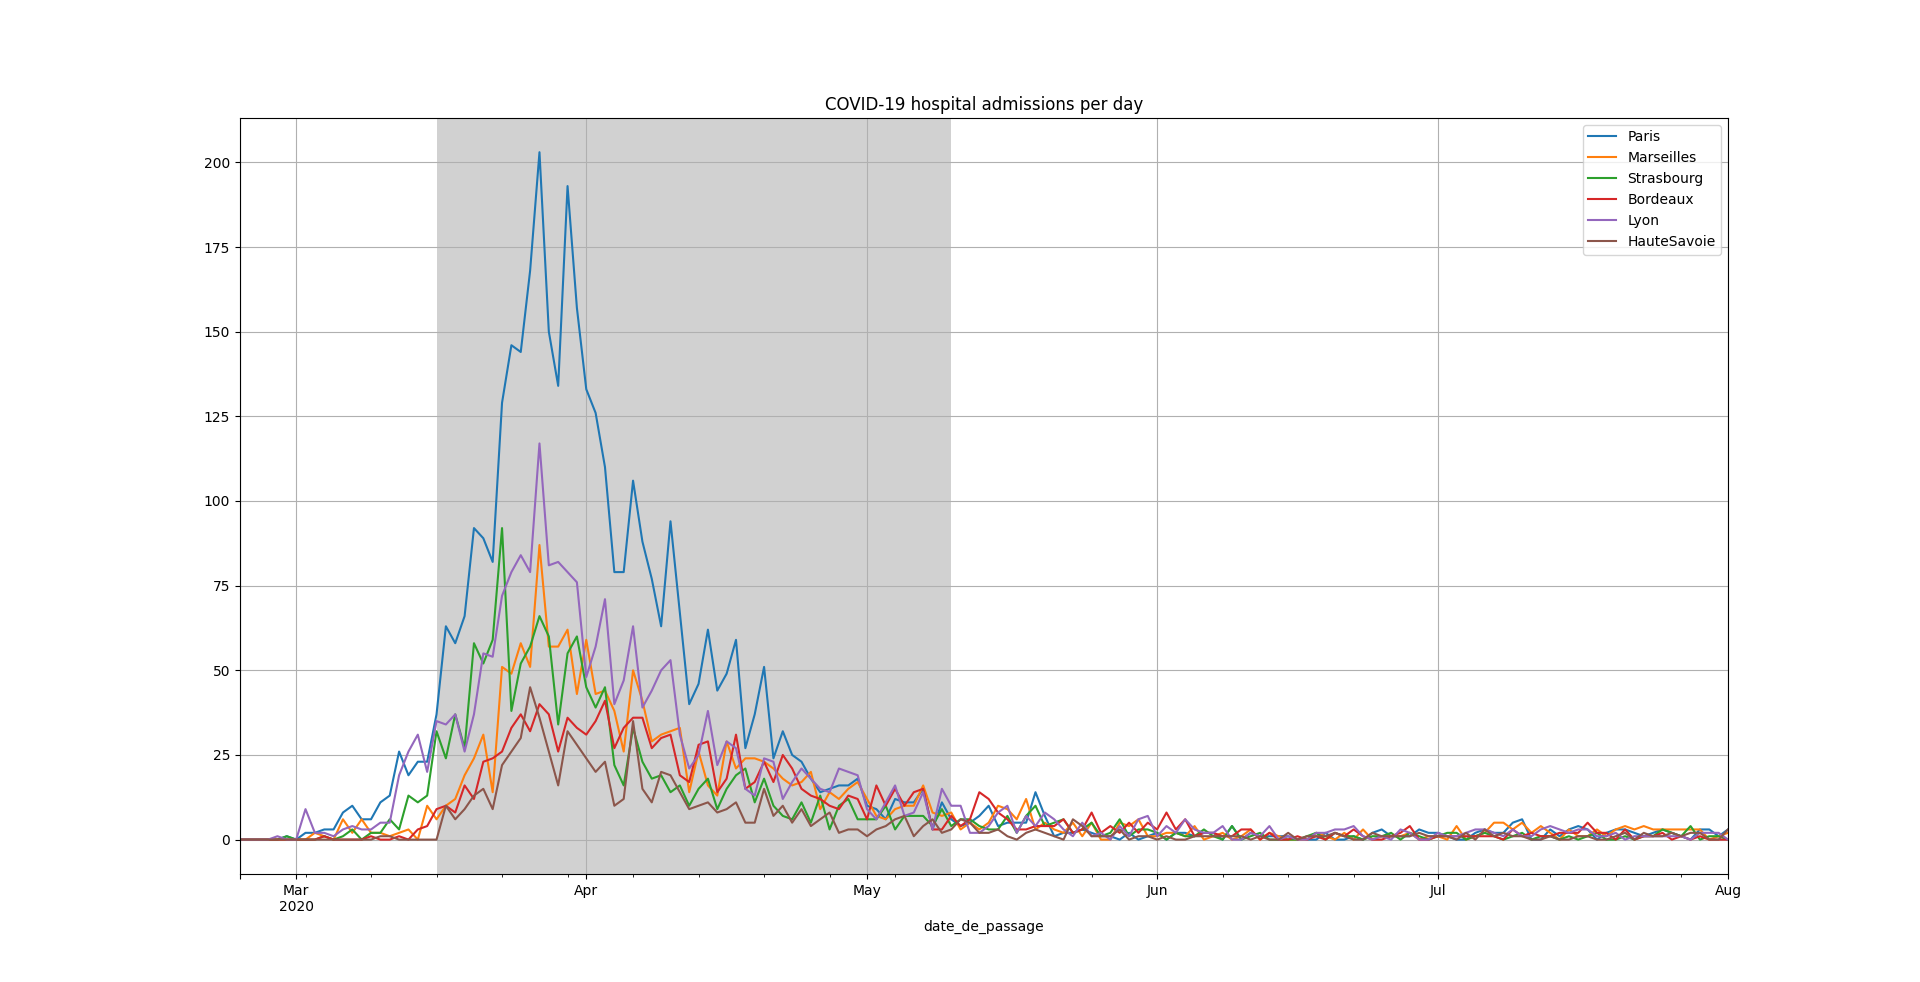 COVID-19 hospital admissions per day
Paris
Marseilles
Strasbourg
Bordeaux
Lyon
HauteSavoie
200
175
150
125
100
75
50
25
0
Mar Apr May Jun Jul Aug
2020
date_de_passage